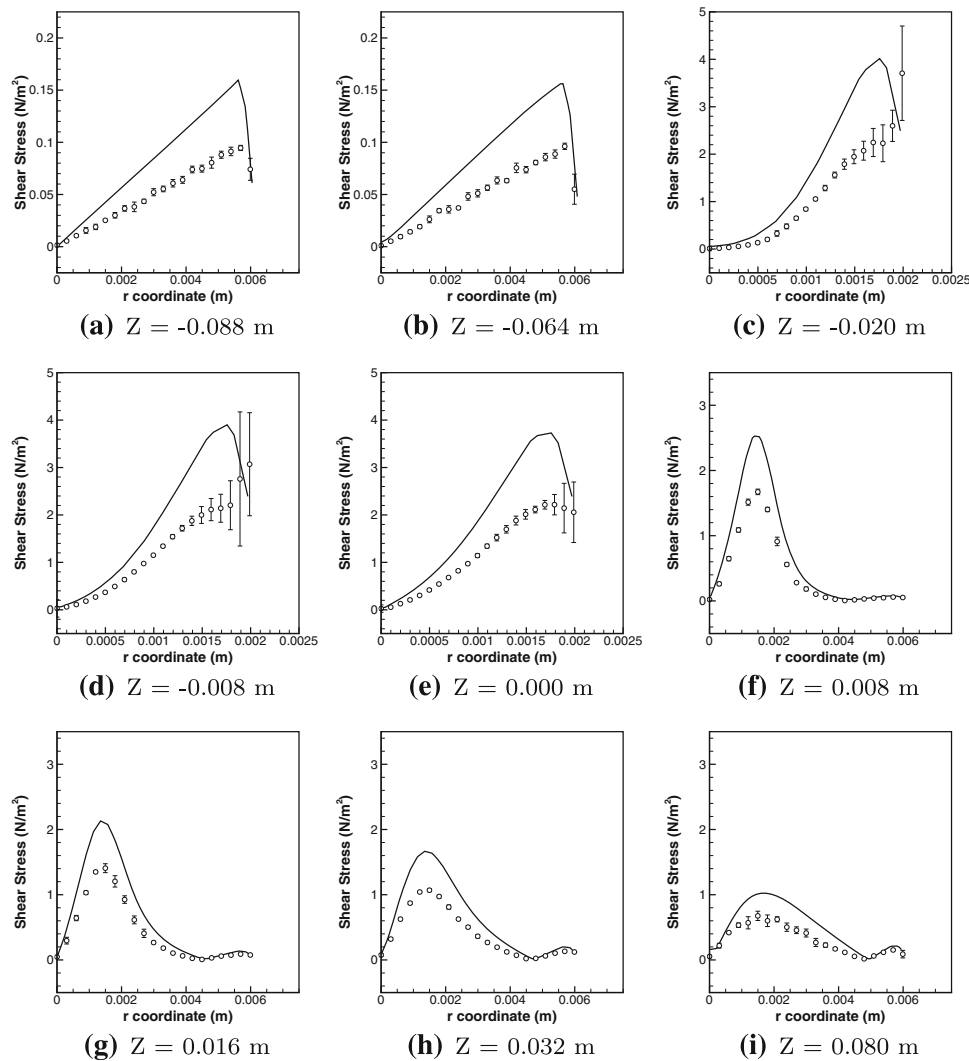 Shear Stress (N/m²)
0.2
0.15
0.1
0.05
0
0 0.002 0.004 0.006
r coordinate (m)
(a) Z = -0.088 m
Shear Stress (N/m²)
0.2
0.15
0.1
0.05
0
0 0.002 0.004 0.006
r coordinate (m)
(b) Z = -0.064 m
Shear Stress (N/m²)
5
4
3
2
1
0
0 0.0005 0.001 0.0015 0.002 0.0025
r coordinate (m)
(c) Z = -0.020 m
Shear Stress (N/m²)
5
4
3
2
1
0
0 0.0005 0.001 0.0015 0.002 0.0025
r coordinate (m)
(d) Z = -0.008 m
Shear Stress (N/m²)
5
4
3
2
1
0
0 0.0005 0.001 0.0015 0.002 0.0025
r coordinate (m)
(e) Z = 0.000 m
Shear Stress (N/m²)
3
2
1
0
0 0.002 0.004 0.006
r coordinate (m)
(f) Z = 0.008 m
Shear Stress (N/m²)
3
2
1
0
0 0.002 0.004 0.006
r coordinate (m)
(g) Z = 0.016 m
Shear Stress (N/m²)
3
2
1
0
0 0.002 0.004 0.006
r coordinate (m)
(h) Z = 0.032 m
Shear Stress (N/m²)
3
2
1
0
0 0.002 0.004 0.006
r coordinate (m)
(i) Z = 0.080 m